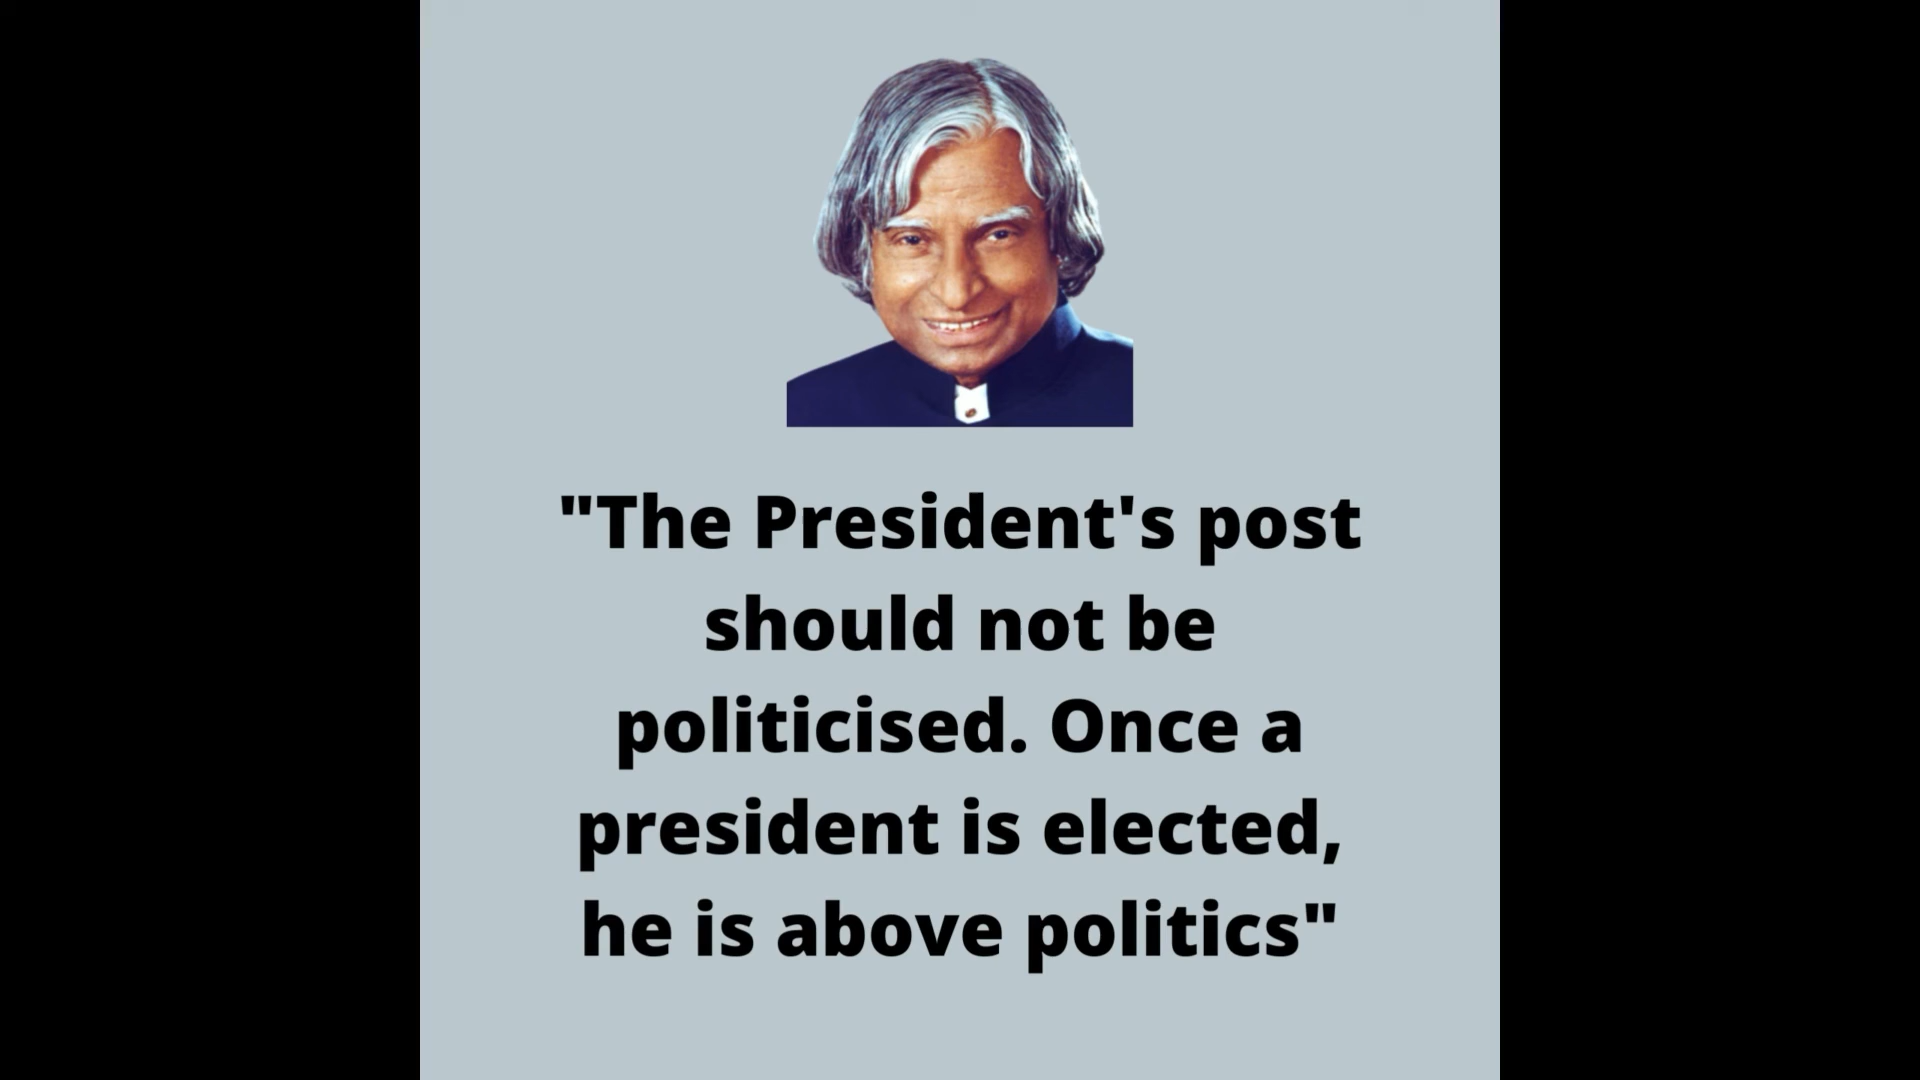 "The President's post
should not be
politicised. Once a
president is elected,
he is above politics"